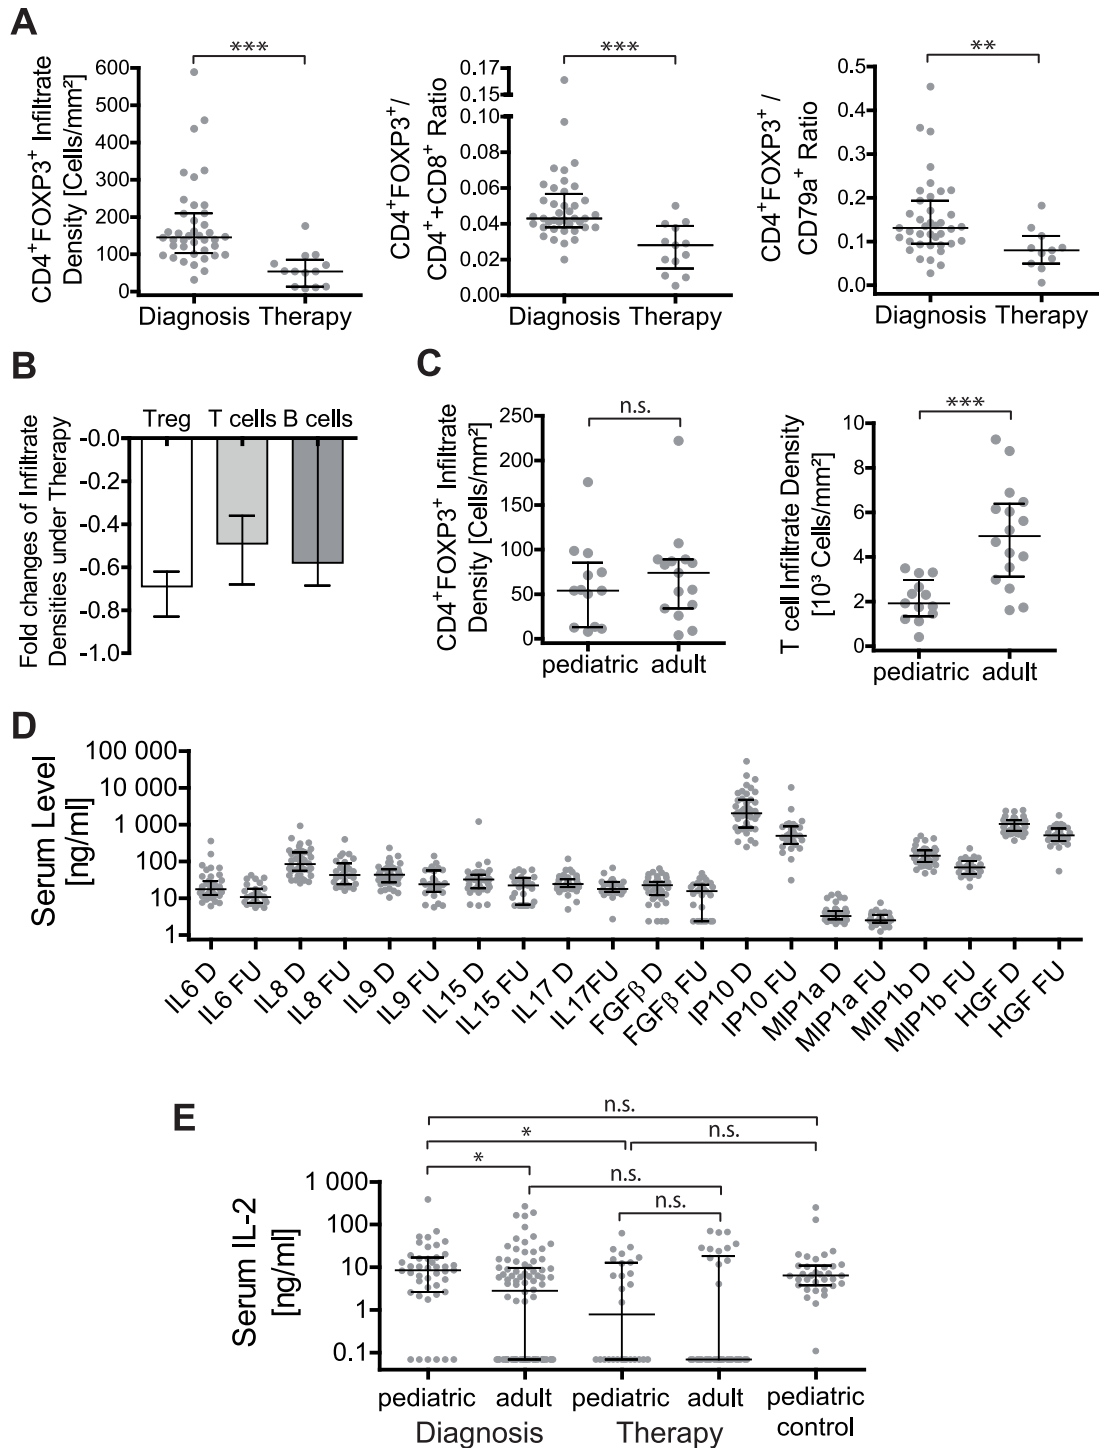 A
CD4⁺FOXP3⁺ Infiltrate
Density [Cells/mm²]
600
500
400
300
200
100
0
***
Diagnosis Therapy
CD4⁺FOXP3⁺/
CD4⁺+CD8⁺ Ratio
0.17
0.15
0.10
0.08
0.06
0.04
0.02
0.00
***
Diagnosis Therapy
CD4⁺FOXP3⁺ /
CD79a⁺ Ratio
0.5
0.4
0.3
0.2
0.1
0.0
**
Diagnosis Therapy
B
Fold changes of Infiltrate
Densities under Therapy
Treg T cells B cells
-0.0
-0.2
-0.4
-0.6
-0.8
-1.0
C
CD4⁺FOXP3⁺ Infiltrate
Density [Cells/mm²]
250
200
150
100
50
0
n.s.
pediatric adult
T cell Infiltrate Density
[10³ Cells/mm²]
10
8
6
4
2
0
***
pediatric adult
D
Serum Level
[ng/ml]
100 000
10 000
1 000
100
10
1
IL6 D
IL6 FU
IL8 D
IL8 FU
IL9 D
IL9 FU
IL15 D
IL15 FU
IL17 D
IL17FU
FGFβ D
FGFβ FU
IP10 D
IP10 FU
MIP1a D
MIP1a FU
MIP1b D
MIP1b FU
HGF D
HGF FU
E
Serum IL-2
[ng/ml]
n.s.
*
n.s.
*
n.s.
n.s.
1 000
100
10
1
0.1
pediatric adult pediatric adult pediatric
control
Diagnosis Therapy